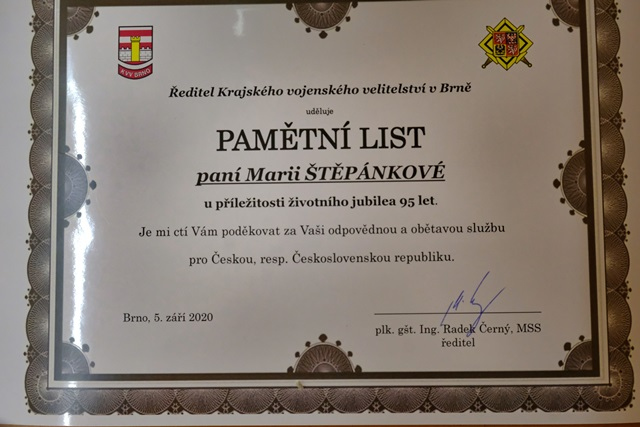 KVV BRNO
Ředitel Krajského vojenského velitelství v Brně
uděluje
PAMĚTNÍ LIST
paní Marii ŠTĚPÁNKOVÉ
u příležitosti životního jubilea 95 let.
Je mi ctí Vám poděkovat za Vaši odpovědnou a obětavou službu
pro Českou, resp. Československou republiku.
Brno, 5. září 2020
plk. gšt. Ing. Radek Černý, MSS
ředitel